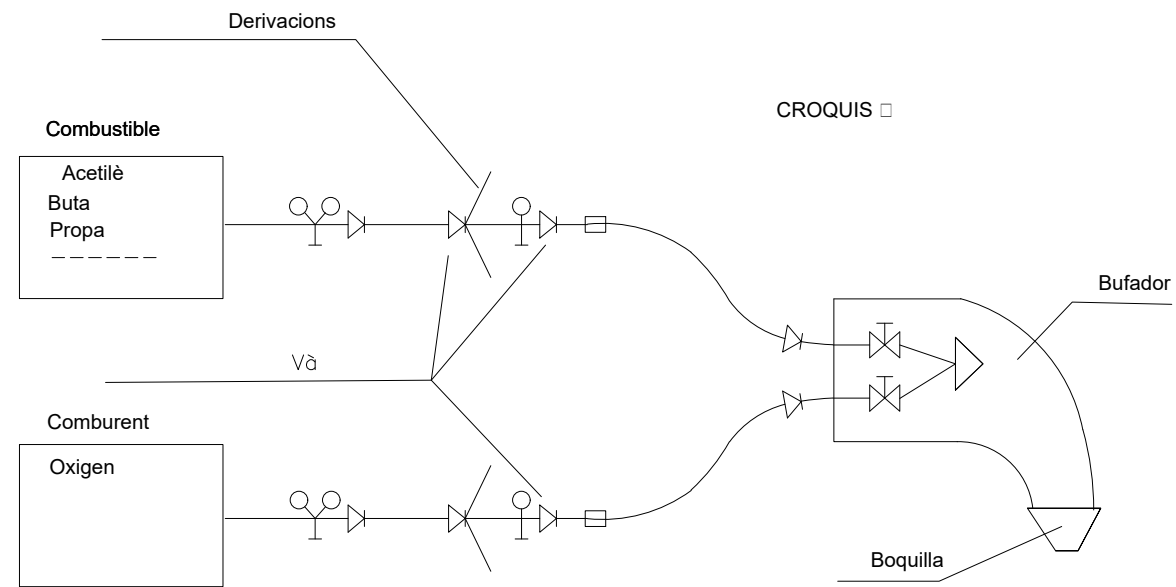 Derivacions
CROQUIS □
Combustible
Acetilè
Buta
Propa
Bufador
Và
Comburent
Oxigen
Boquilla